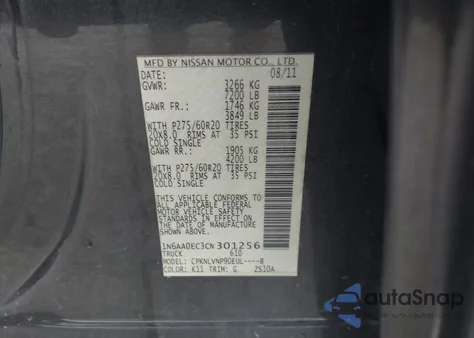 MFD BY NISSAN MOTOR CO., LTD.
DATE: 08/11
GVWR: 3266 KG
7200 LB
GAWR FR.: 1746 KG
3849 LB
WITH P275/60R20 TIRES
20X8.0 RIMS AT 35 PSI
COLD SINGLE
GAWR RR.: 1905 KG
4200 LB
WITH P275/60R20 TIRES
20X8.0 RIMS AT 35 PSI
COLD SINGLE
THIS VEHICLE CONFORMS TO ALL
APPLICABLE FEDERAL
MOTOR VEHICLE SAFETY
STANDARDS IN EFFECT
ON THE DATE OF
MANUFACTURE SHOWN ABOVE.
1N6AA0EC3CN301256
TRUCK 610
MODEL: CPKNLVNP9DEUL----8
COLOR: K11 TRIM: G ZS10A
autoSnap